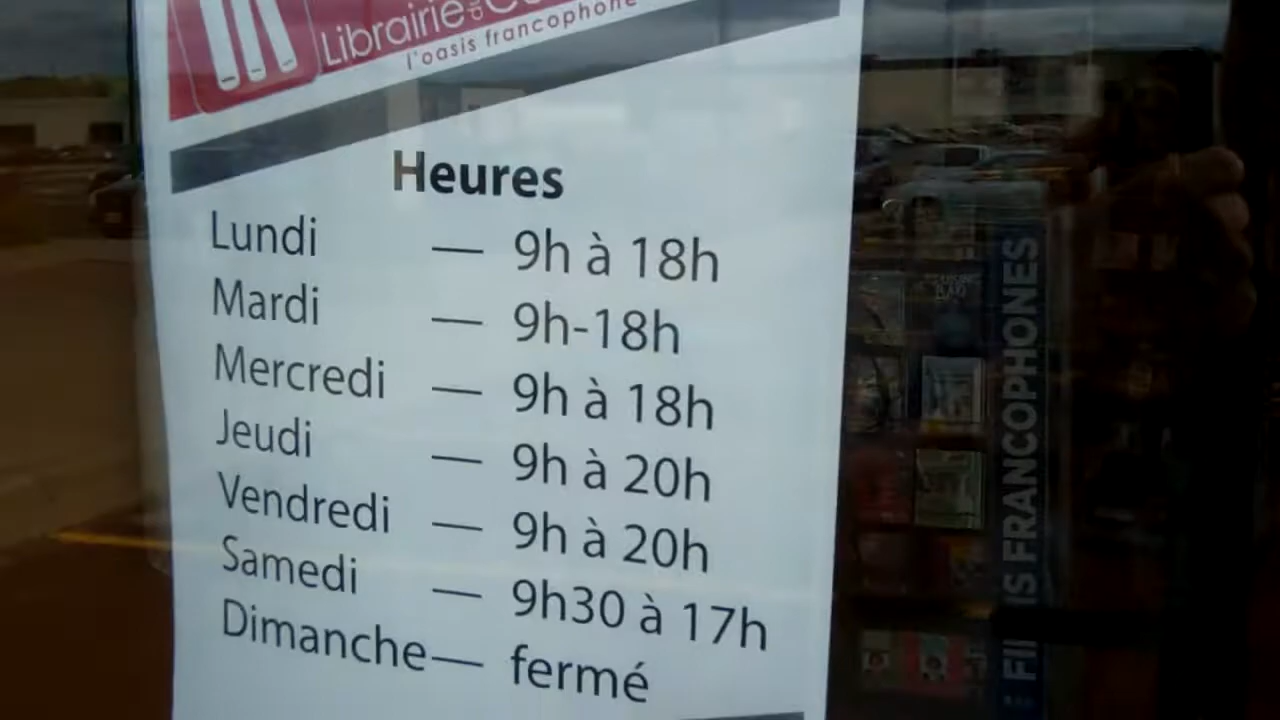 Librairie du
l'oasis francophone
Heures
Lundi — 9h à 18h
Mardi — 9h-18h
Mercredi — 9h à 18h
Jeudi — 9h à 20h
Vendredi — 9h à 20h
Samedi — 9h30 à 17h
Dimanche — fermé
FRANCOPHONES